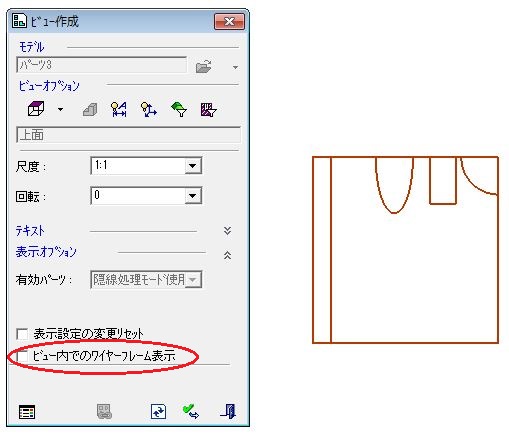 ビュー作成
モデル
パーツ3
ビューオプション
上面
尺度：
1:1
回転：
0
テキスト
表示オプション
有効パーツ：
隠線処理モード使用
表示設定の変更リセット
ビュー内でのワイヤーフレーム表示